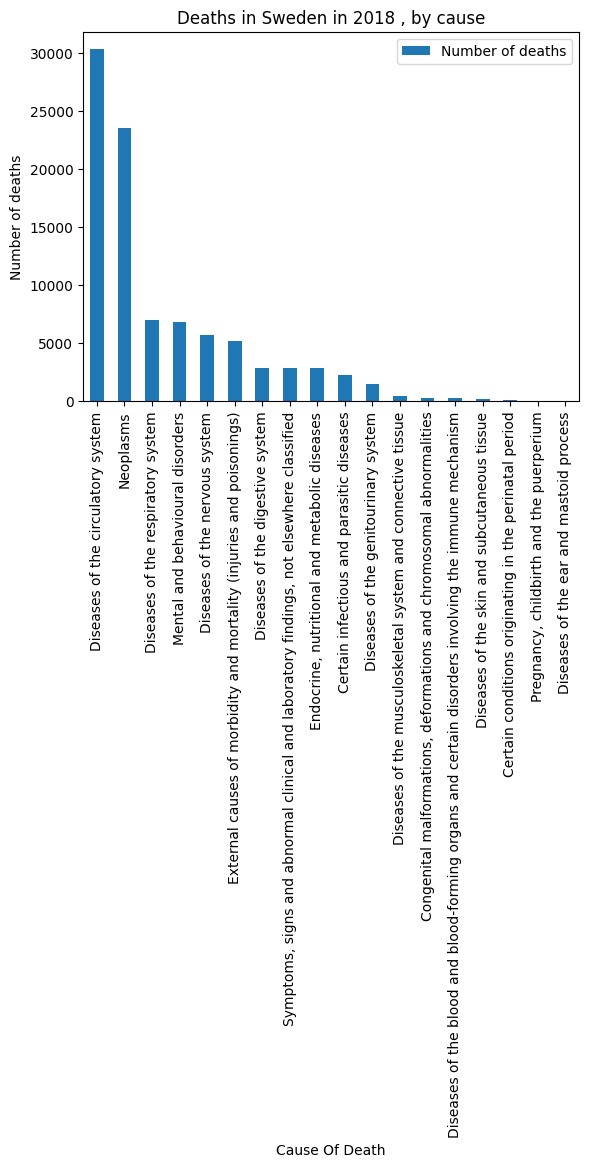 Deaths in Sweden in 2018 , by cause
Number of deaths
Number of deaths
30000
25000
20000
15000
10000
5000
0
Diseases of the circulatory system
Neoplasms
Diseases of the respiratory system
Mental and behavioural disorders
Diseases of the nervous system
External causes of morbidity and mortality (injuries and poisonings)
Diseases of the digestive system
Symptoms, signs and abnormal clinical and laboratory findings, not elsewhere classified
Endocrine, nutritional and metabolic diseases
Certain infectious and parasitic diseases
Diseases of the genitourinary system
Diseases of the musculoskeletal system and connective tissue
Congenital malformations, deformations and chromosomal abnormalities
Diseases of the blood and blood-forming organs and certain disorders involving the immune mechanism
Diseases of the skin and subcutaneous tissue
Certain conditions originating in the perinatal period
Pregnancy, childbirth and the puerperium
Diseases of the ear and mastoid process
Cause Of Death